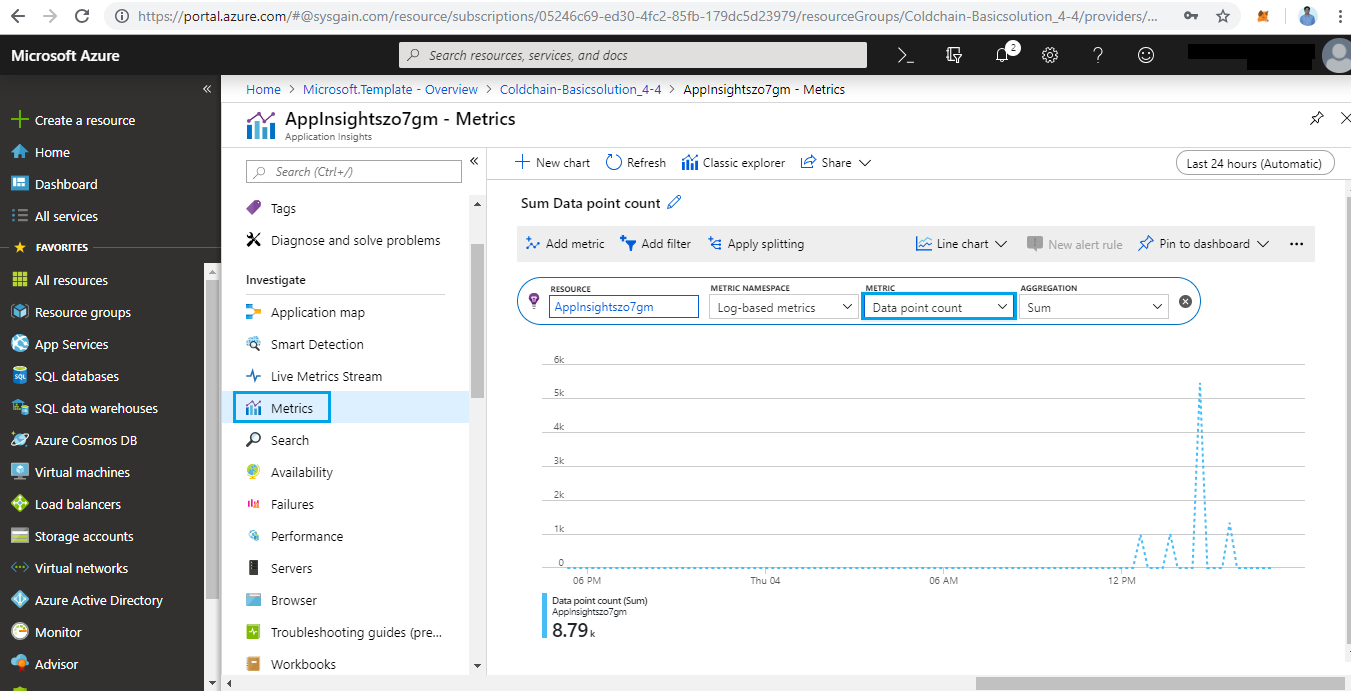 https://portal.azure.com/#@sysgain.com/resource/subscriptions/05246c69-ed30-4fc2-85fb-179dc5d23979/resourceGroups/Coldchain-Basicsolution_4-4/providers/...
Microsoft Azure
Search resources, services, and docs
2
Create a resource
Home
Dashboard
All services
FAVORITES
All resources
Resource groups
App Services
SQL databases
SQL data warehouses
Azure Cosmos DB
Virtual machines
Load balancers
Storage accounts
Virtual networks
Azure Active Directory
Monitor
Advisor
Home > Microsoft.Template - Overview > Coldchain-Basicsolution_4-4 > AppInsightszo7gm - Metrics
AppInsightszo7gm - Metrics
Application Insights
Search (Ctrl+/)
Tags
Diagnose and solve problems
Investigate
Application map
Smart Detection
Live Metrics Stream
Metrics
Search
Availability
Failures
Performance
Servers
Browser
Troubleshooting guides (pre...
Workbooks
New chart Refresh Classic explorer Share Last 24 hours (Automatic)
Sum Data point count
Add metric Add filter Apply splitting Line chart New alert rule Pin to dashboard
RESOURCE METRIC NAMESPACE METRIC AGGREGATION
AppInsightszo7gm Log-based metrics Data point count Sum
6k
5k
4k
3k
2k
1k
0
06 PM Thu 04 06 AM 12 PM
Data point count (Sum)
AppInsightszo7gm
8.79 k